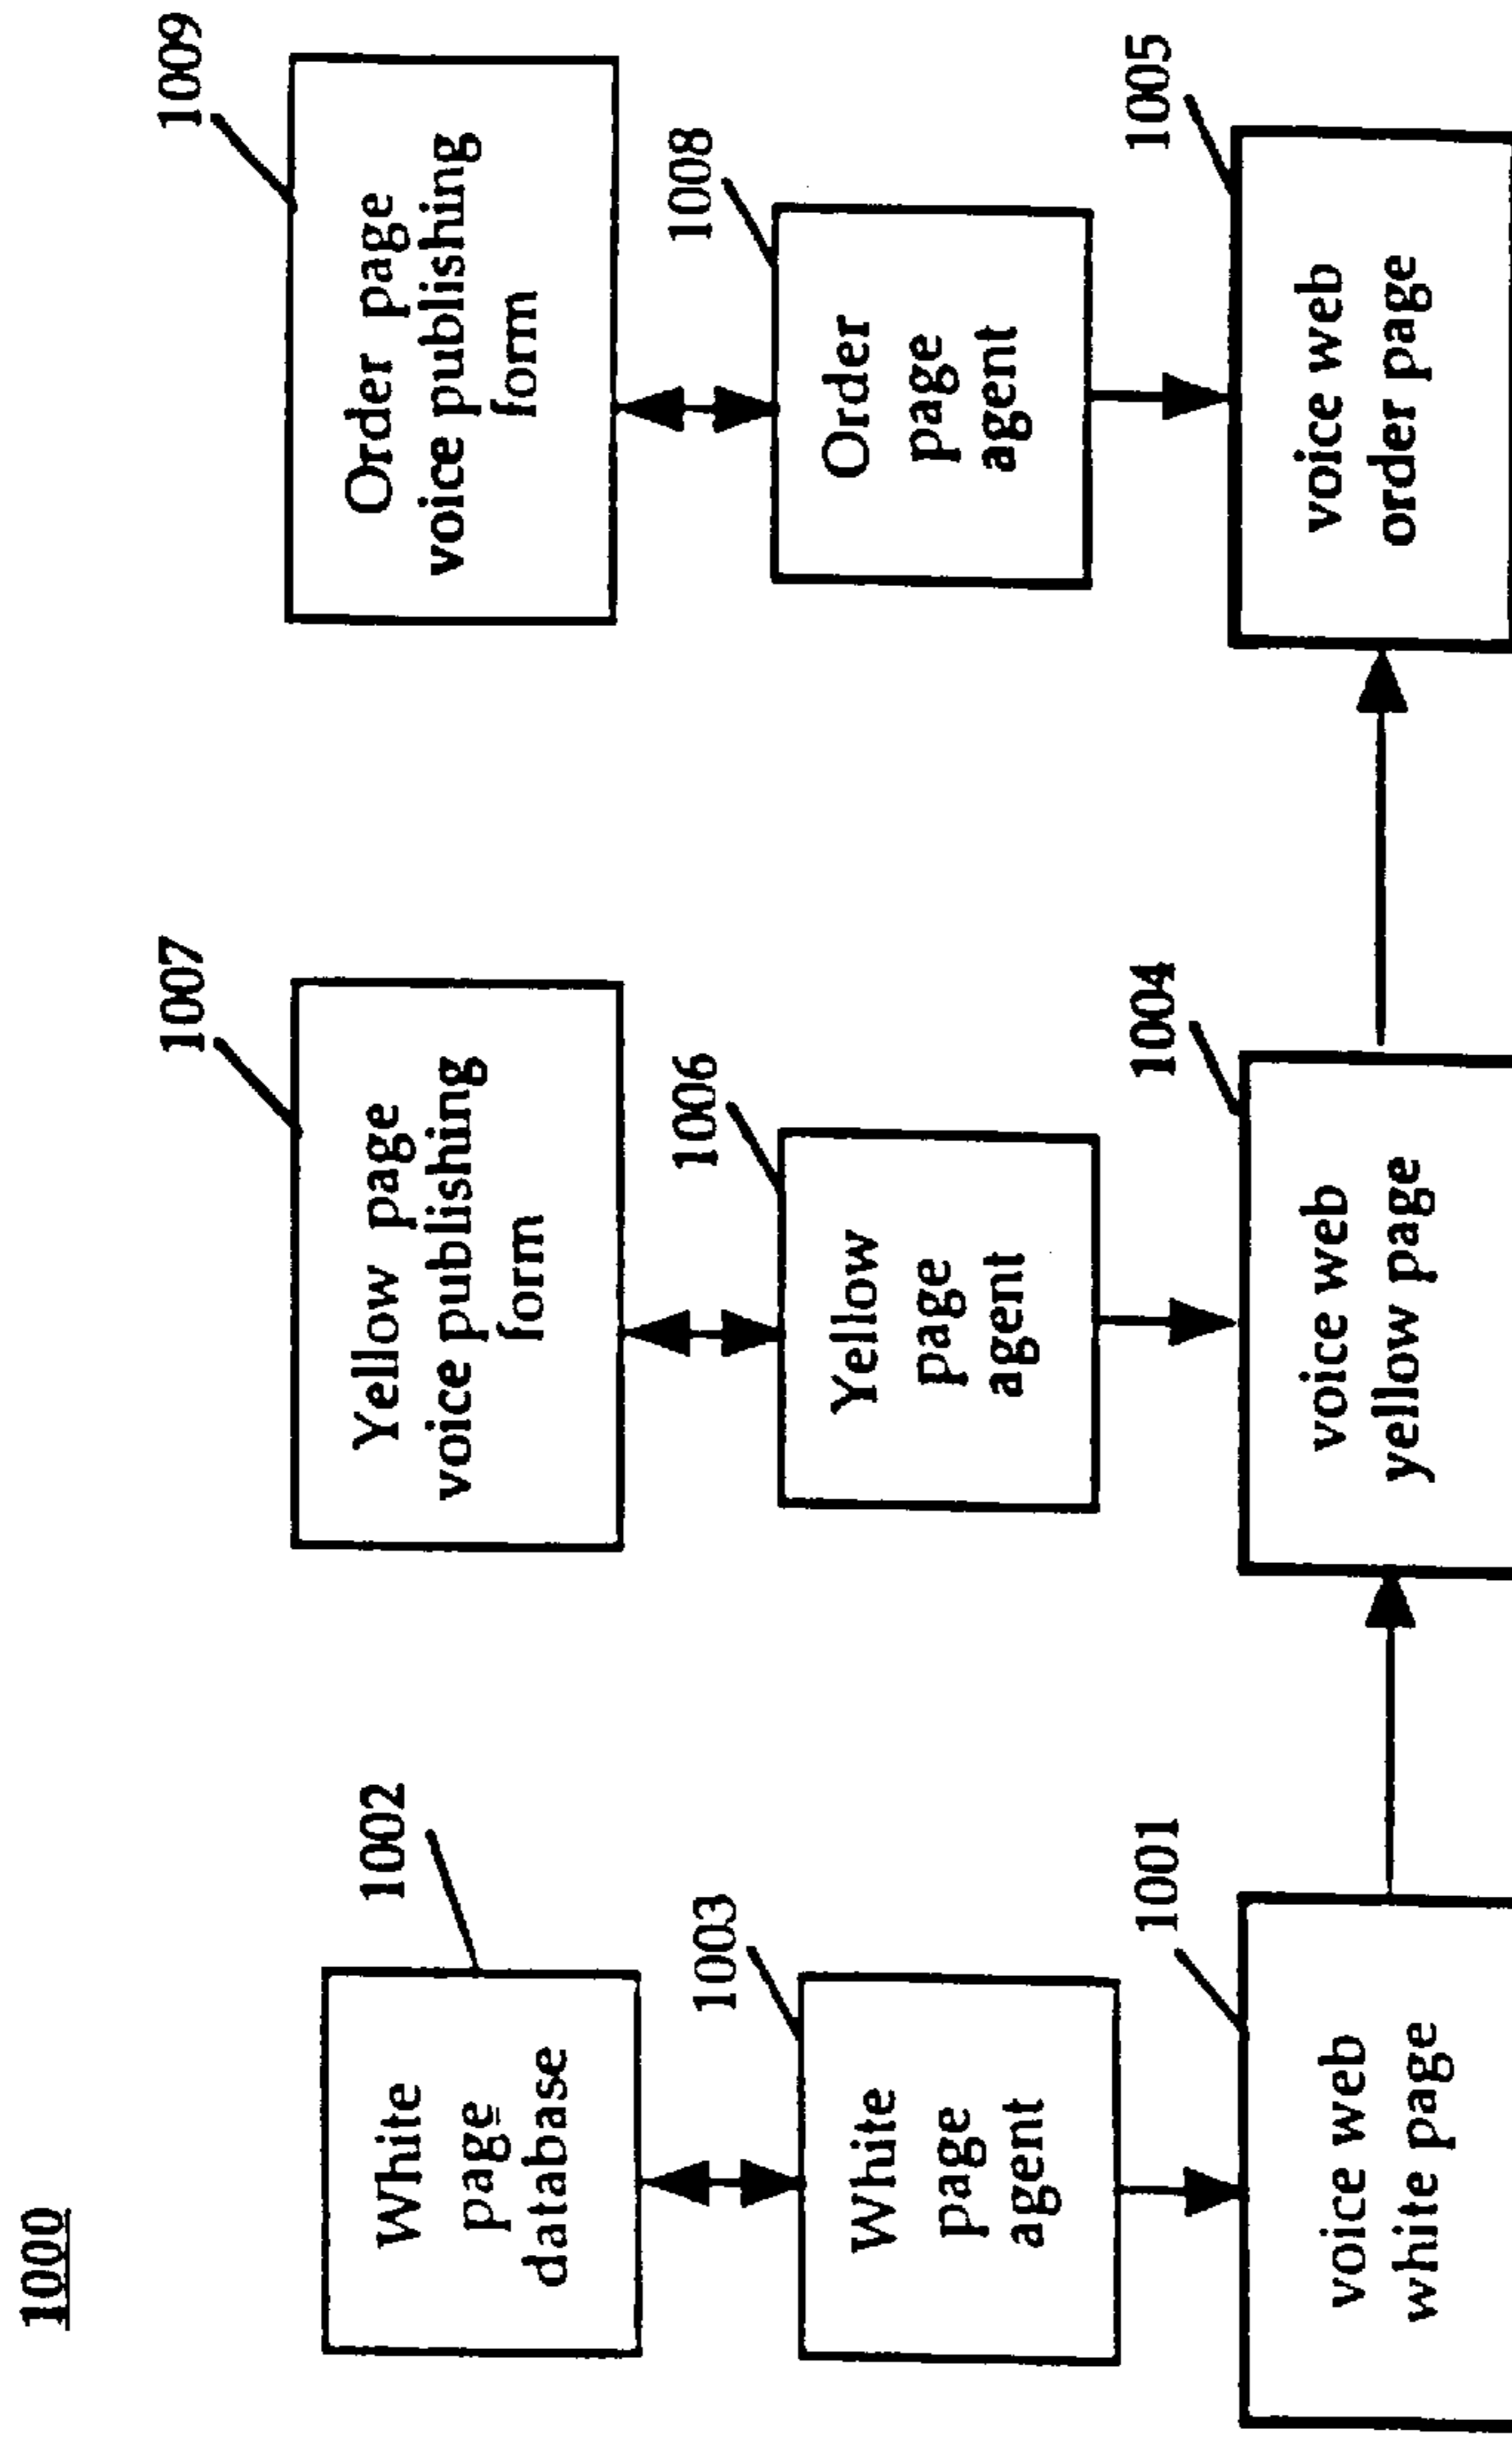 1000
1002
White
page
database
1003
White
page
agent
1001
voice web
white page
1007
Yellow page
voice publishing
form
1006
Yellow
page
agent
1004
voice web
yellow page
1009
Order page
voice publishing
form
1008
Order
page
agent
1005
voice web
order page